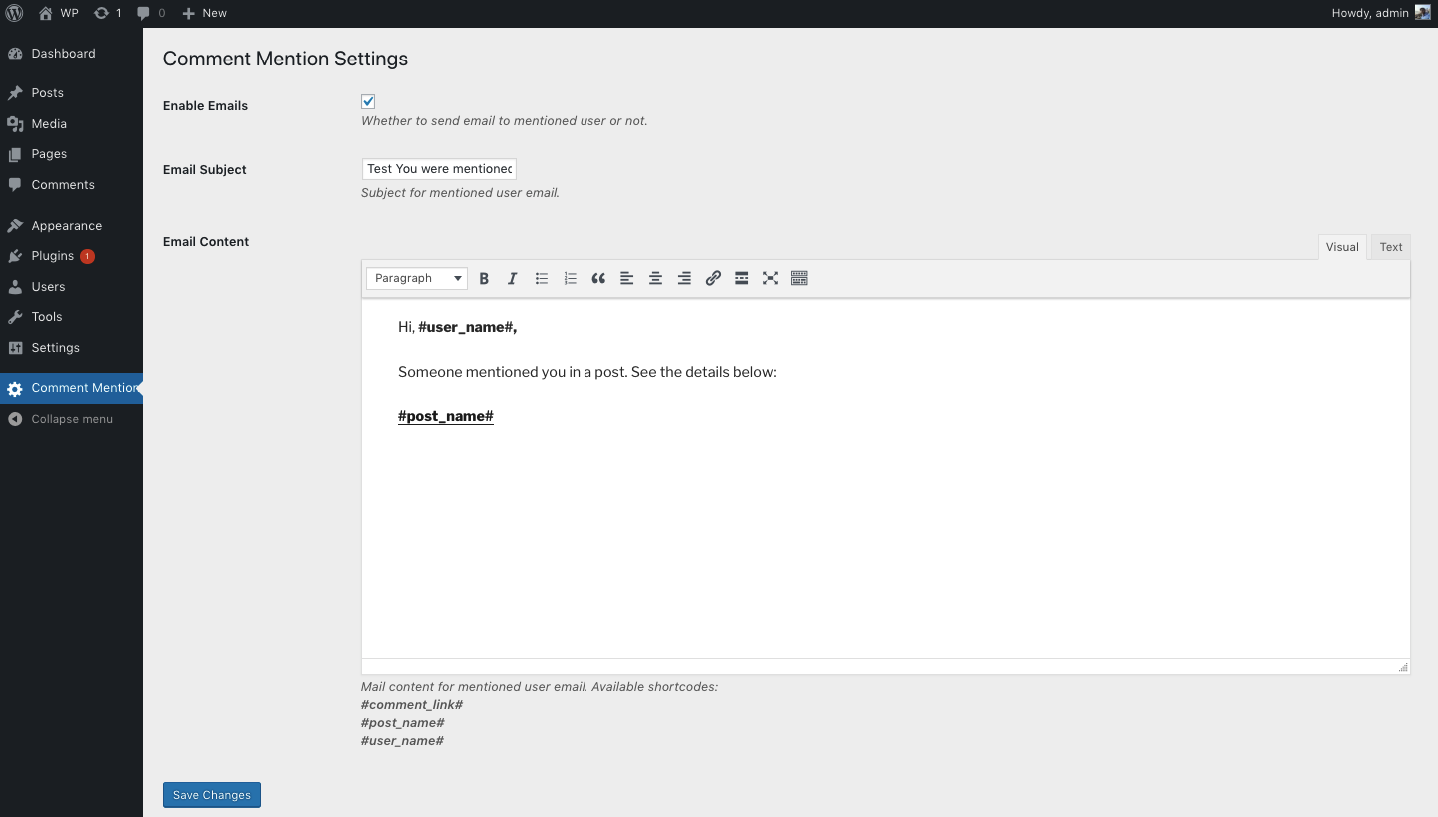 WP 1 0 New Howdy, admin
Dashboard
Posts
Media
Pages
Comments
Appearance
Plugins 1
Users
Tools
Settings
Comment Mention
Collapse menu
Comment Mention Settings
Enable Emails
Whether to send email to mentioned user or not.
Email Subject
Test You were mentioned
Subject for mentioned user email.
Email Content
Visual Text
Paragraph
Hi, #user_name#,
Someone mentioned you in a post. See the details below:
#post_name#
Mail content for mentioned user email. Available shortcodes:
#comment_link#
#post_name#
#user_name#
Save Changes